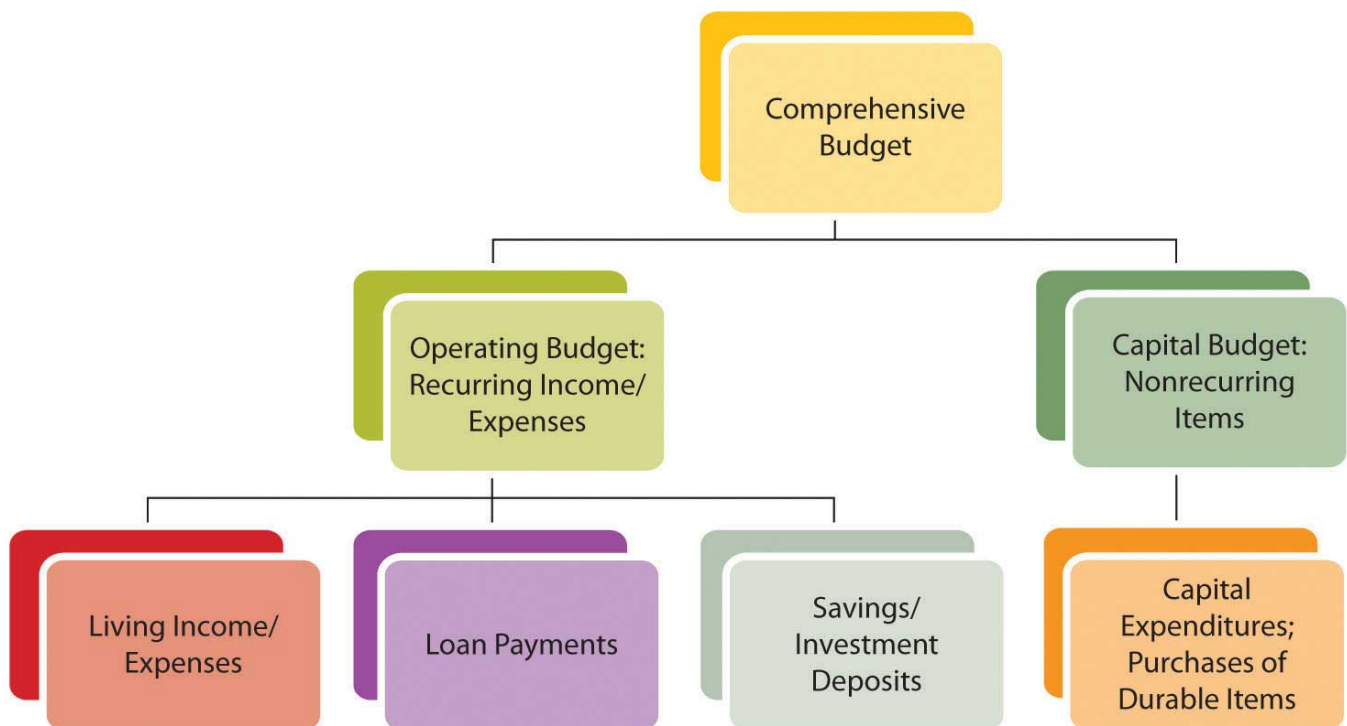 Comprehensive
Budget
Operating Budget:
Recurring Income/
Expenses
Capital Budget:
Nonrecurring
Items
Living Income/
Expenses
Loan Payments
Savings/
Investment
Deposits
Capital
Expenditures;
Purchases of
Durable Items